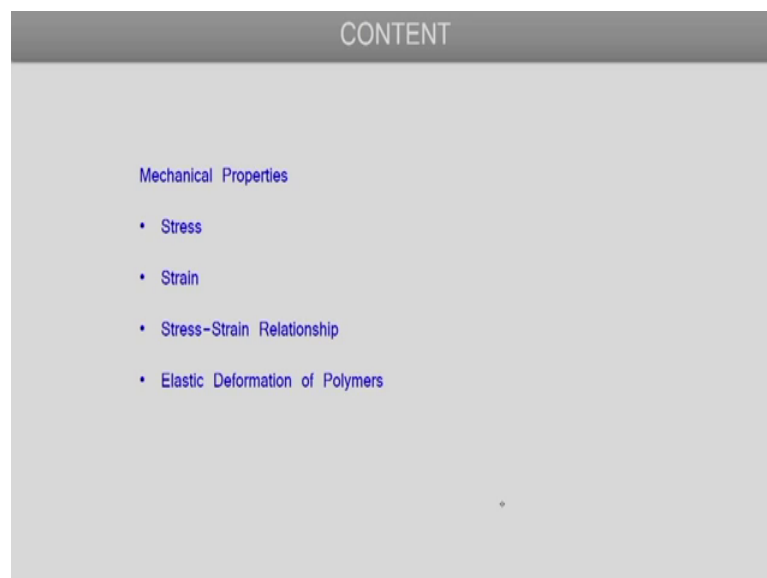 CONTENT
Mechanical Properties
• Stress
• Strain
• Stress-Strain Relationship
• Elastic Deformation of Polymers